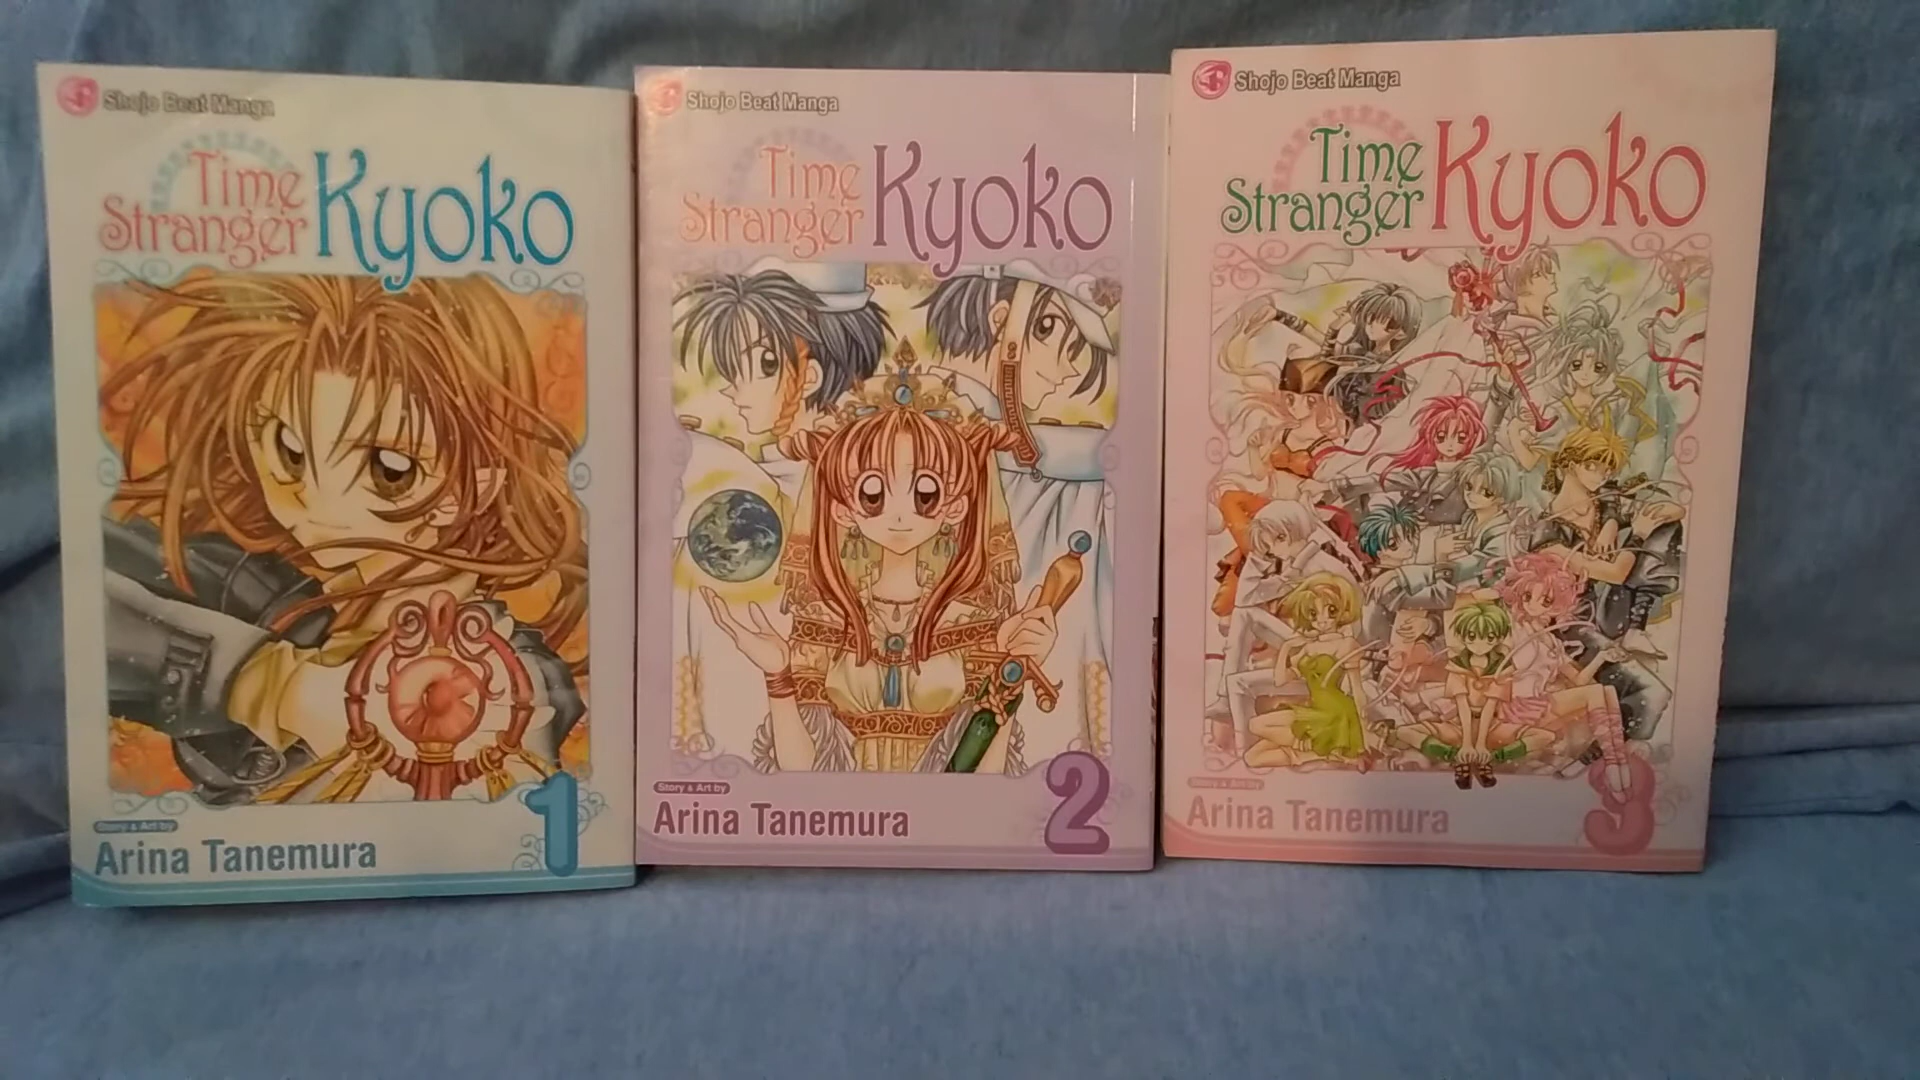 Shojo Beat Manga
Time
Stranger
Kyoko
Story & Art by
Arina Tanemura
1
Shojo Beat Manga
Time
Stranger
Kyoko
Story & Art by
Arina Tanemura
2
Shojo Beat Manga
Time
Stranger
Kyoko
Story & Art by
Arina Tanemura
3